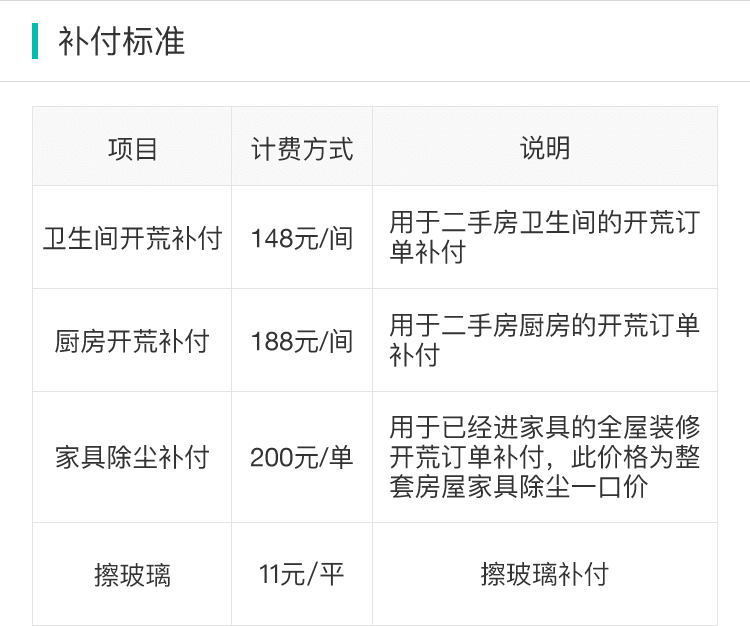 补付标准
项目 计费方式 说明
卫生间开荒补付 148元/间 用于二手房卫生间的开荒订
单补付
厨房开荒补付 188元/间 用于二手房厨房的开荒订单
补付
家具除尘补付 200元/单 用于已经进家具的全屋装修
开荒订单补付，此价格为整
套房屋家具除尘一口价
擦玻璃 11元/平 擦玻璃补付